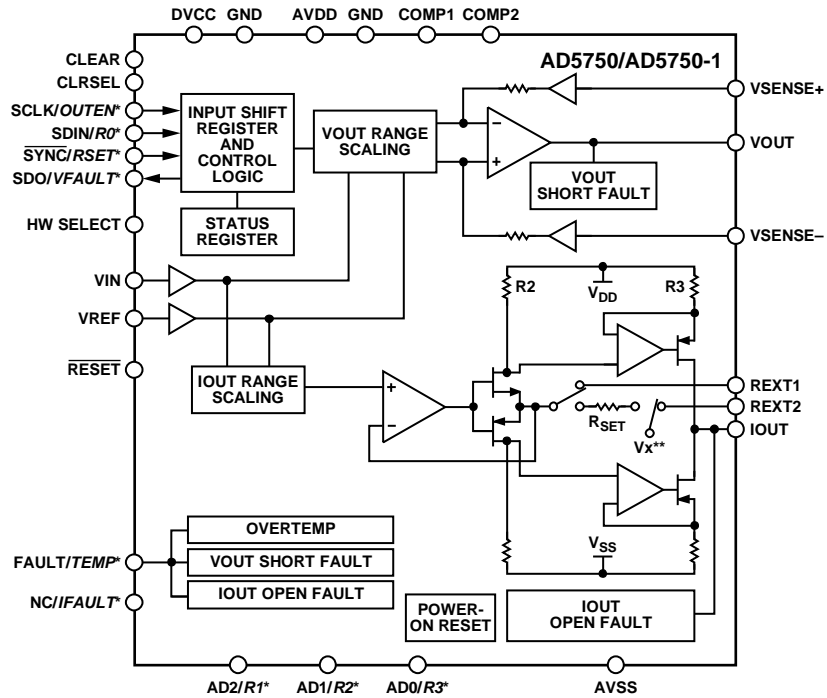 DVCC GND AVDD GND COMP1 COMP2
AD5750/AD5750-1
CLEAR
CLRSEL
SCLK/OUTEN*
SDIN/R0*
SYNC/RSET*
SDO/VFAULT*
HW SELECT
VIN
VREF
RESET
FAULT/TEMP*
NC/IFAULT*
INPUT SHIFT
REGISTER
AND
CONTROL
LOGIC
STATUS
REGISTER
VOUT RANGE
SCALING
IOUT RANGE
SCALING
−
+
VOUT
SHORT FAULT
VSENSE+
VOUT
VSENSE–
R2
VDD
R3
+
−
RSET
Vx**
REXT1
REXT2
IOUT
VSS
OVERTEMP
VOUT SHORT FAULT
IOUT OPEN FAULT
POWER-
ON RESET
IOUT
OPEN FAULT
AD2/R1* AD1/R2* AD0/R3* AVSS